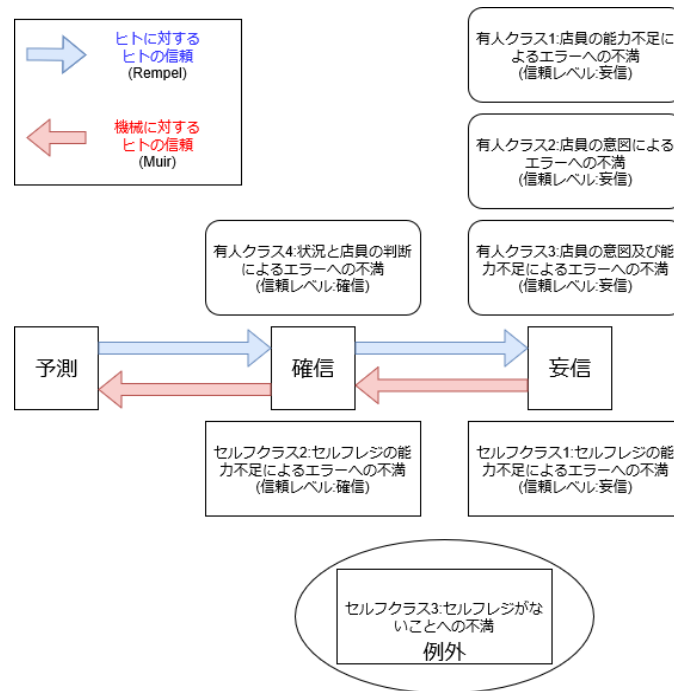 ヒトに対する
ヒトの信頼
(Rempel)
機械に対する
ヒトの信頼
(Muir)
有人クラス1:店員の能力不足に
よるエラーへの不満
(信頼レベル:妄信)
有人クラス2:店員の意図による
エラーへの不満
(信頼レベル:妄信)
有人クラス4:状況と店員の判断
によるエラーへの不満
(信頼レベル:確信)
有人クラス3:店員の意図及び能
力不足によるエラーへの不満
(信頼レベル:妄信)
予測
確信
妄信
セルフクラス2:セルフレジの能
力不足によるエラーへの不満
(信頼レベル:確信)
セルフクラス1:セルフレジの能
力不足によるエラーへの不満
(信頼レベル:妄信)
セルフクラス3:セルフレジがな
いことへの不満
例外